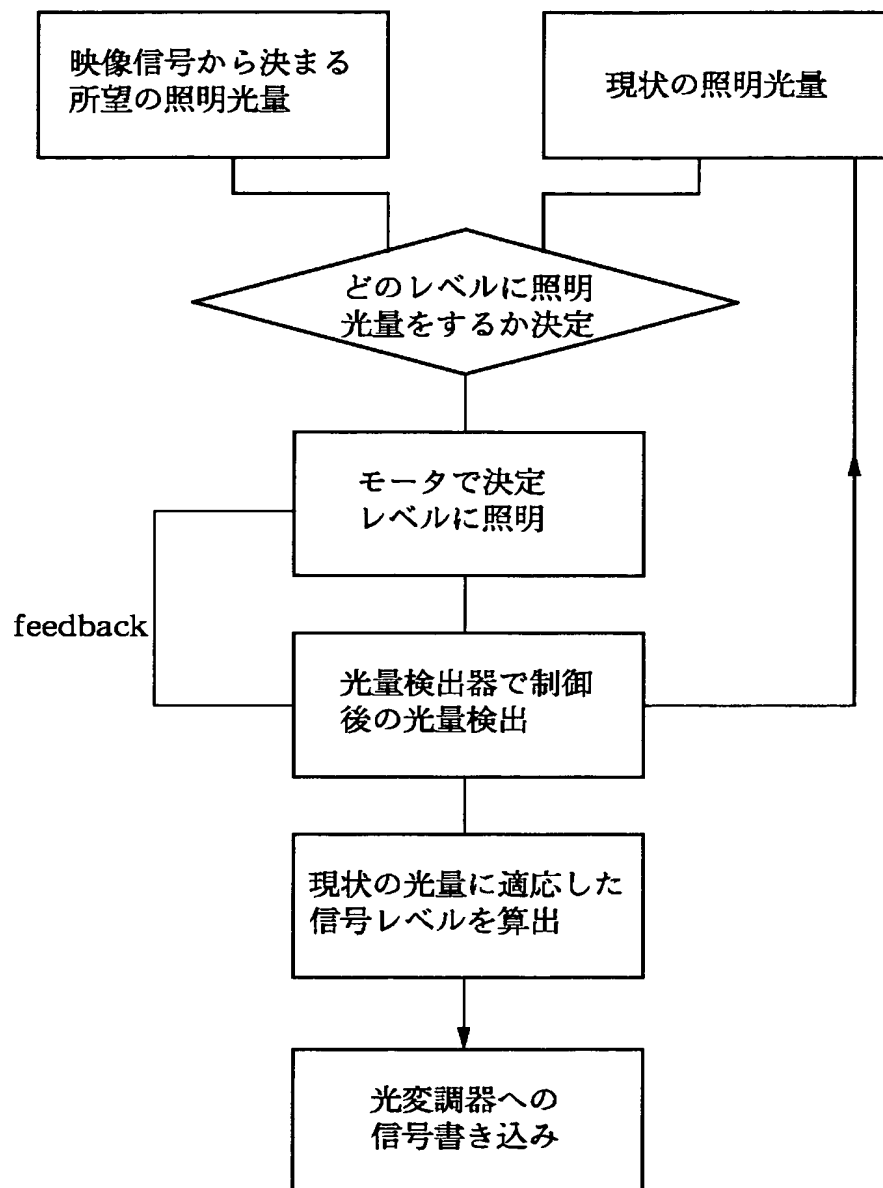 映像信号から決まる
所望の照明光量
現状の照明光量
どのレベルに照明
光量をするか決定
モータで決定
レベルに照明
feedback
光量検出器で制御
後の光量検出
現状の光量に適応した
信号レベルを算出
光変調器への
信号書き込み